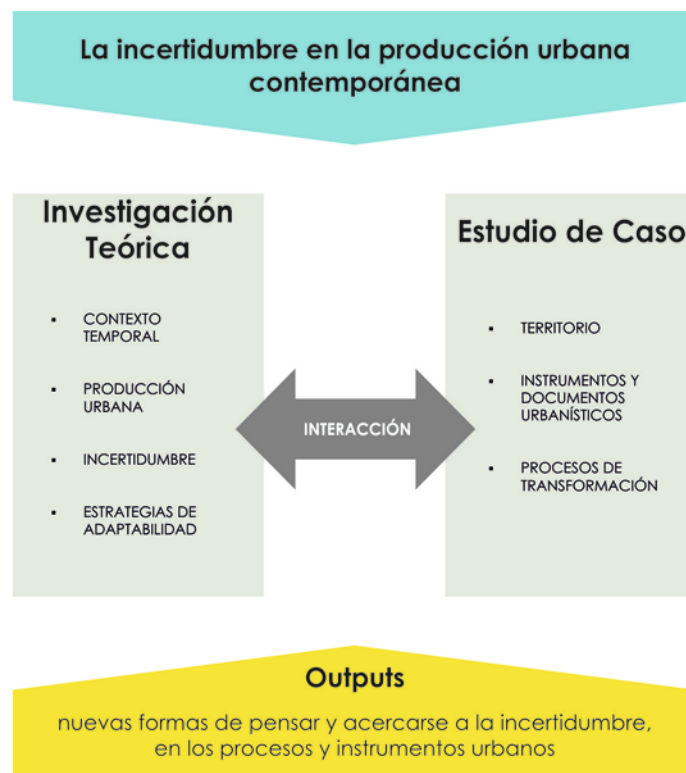 La incertidumbre en la producción urbana
contemporánea
Investigación
Teórica
▪ CONTEXTO
TEMPORAL
▪ PRODUCCIÓN
URBANA
▪ INCERTIDUMBRE
▪ ESTRATEGIAS DE
ADAPTABILIDAD
INTERACCIÓN
Estudio de Caso
▪ TERRITORIO
▪ INSTRUMENTOS Y
DOCUMENTOS
URBANÍSTICOS
▪ PROCESOS DE
TRANSFORMACIÓN
Outputs
nuevas formas de pensar y acercarse a la incertidumbre,
en los procesos y instrumentos urbanos